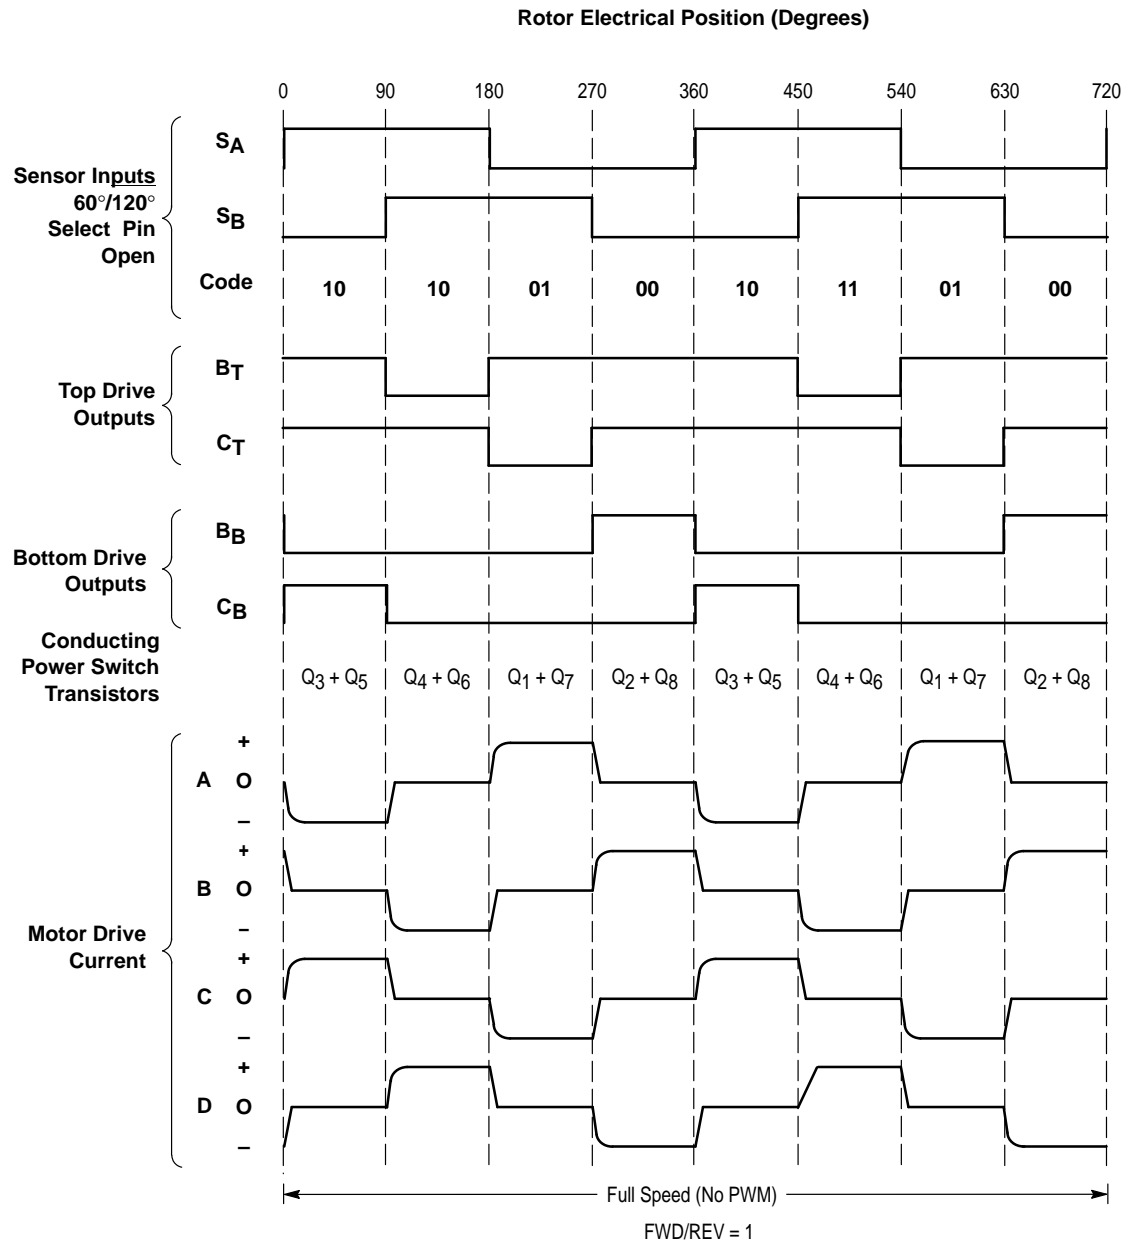 Rotor Electrical Position (Degrees)
0 90 180 270 360 450 540 630 720
Sensor Inputs
60°/120°
Select Pin
Open
SA
SB
Code 10 10 01 00 10 11 01 00
Top Drive
Outputs
BT
CT
Bottom Drive
Outputs
BB
CB
Conducting
Power Switch
Transistors
Q3 + Q5 Q4 + Q6 Q1 + Q7 Q2 + Q8 Q3 + Q5 Q4 + Q6 Q1 + Q7 Q2 + Q8
Motor Drive
Current
+
A O
–
+
B O
–
+
C O
–
+
D O
–
Full Speed (No PWM)
FWD/REV = 1